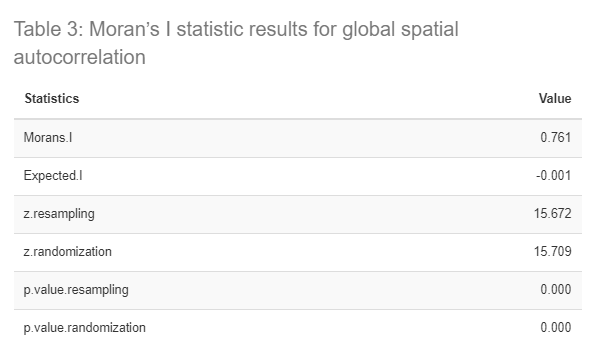 Table 3: Moran’s I statistic results for global spatial
autocorrelation
Statistics Value
Morans.I 0.761
Expected.I -0.001
z.resampling 15.672
z.randomization 15.709
p.value.resampling 0.000
p.value.randomization 0.000